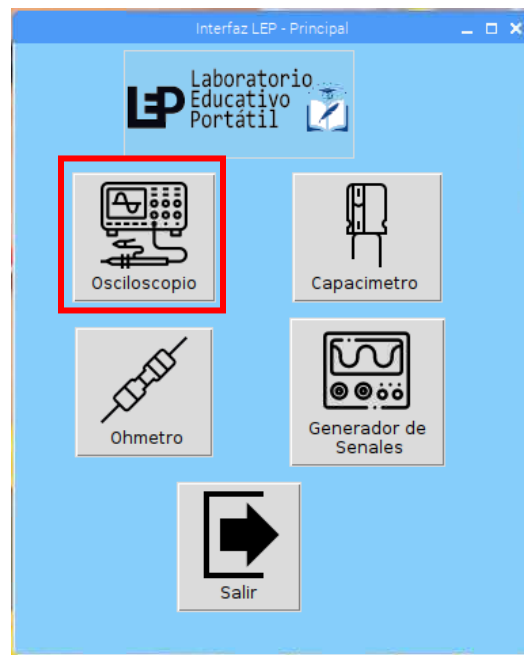 Interfaz LEP - Principal
LEP
Laboratorio
Educativo
Portátil
Osciloscopio
Capacimetro
Ohmetro
Generador de
Senales
Salir